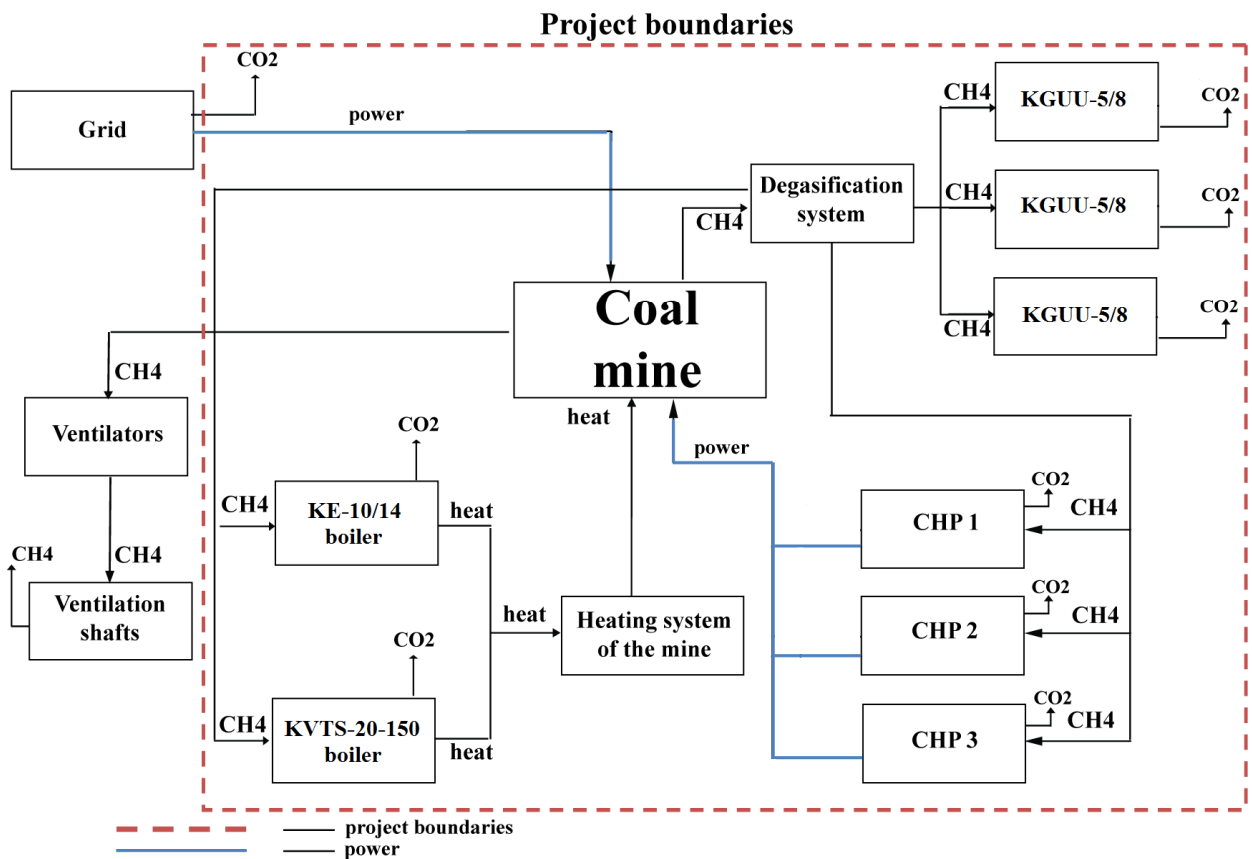 Project boundaries
CO2
Grid
power
CH4
KGUU-5/8
CO2
Degasification
system
CH4
CH4
KGUU-5/8
CO2
CH4
KGUU-5/8
CO2
Coal
mine
CH4
Ventilators
CH4
CH4
Ventilation
shafts
heat
power
CO2
CH4
KE-10/14
boiler
heat
heat
Heating system
of the mine
CO2
CH4
KVTS-20-150
boiler
heat
CO2
CHP 1
CH4
CO2
CHP 2
CH4
CO2
CHP 3
CH4
project boundaries
power